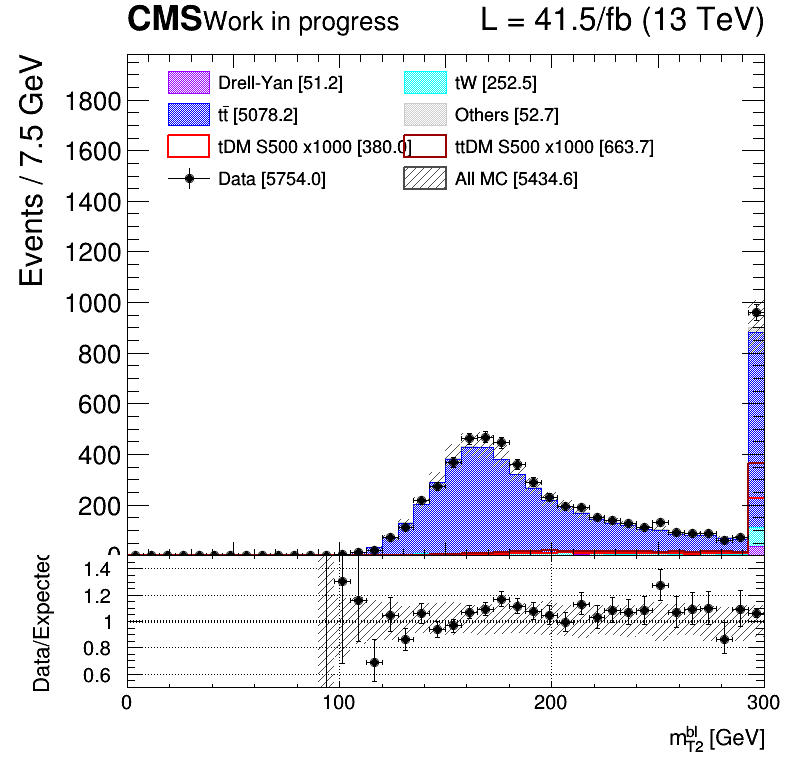 CMS Work in progress L = 41.5/fb (13 TeV)
Events / 7.5 GeV
Drell-Yan [51.2] tW [252.5]
tt̄ [5078.2] Others [52.7]
tDM S500 x1000 [380.0] ttDM S500 x1000 [663.7]
Data [5754.0] All MC [5434.6]
1800
1600
1400
1200
1000
800
600
400
200
0
Data/Expected
1.4
1.2
1
0.8
0.6
0 100 200 300
m_{T2}^{bl} [GeV]